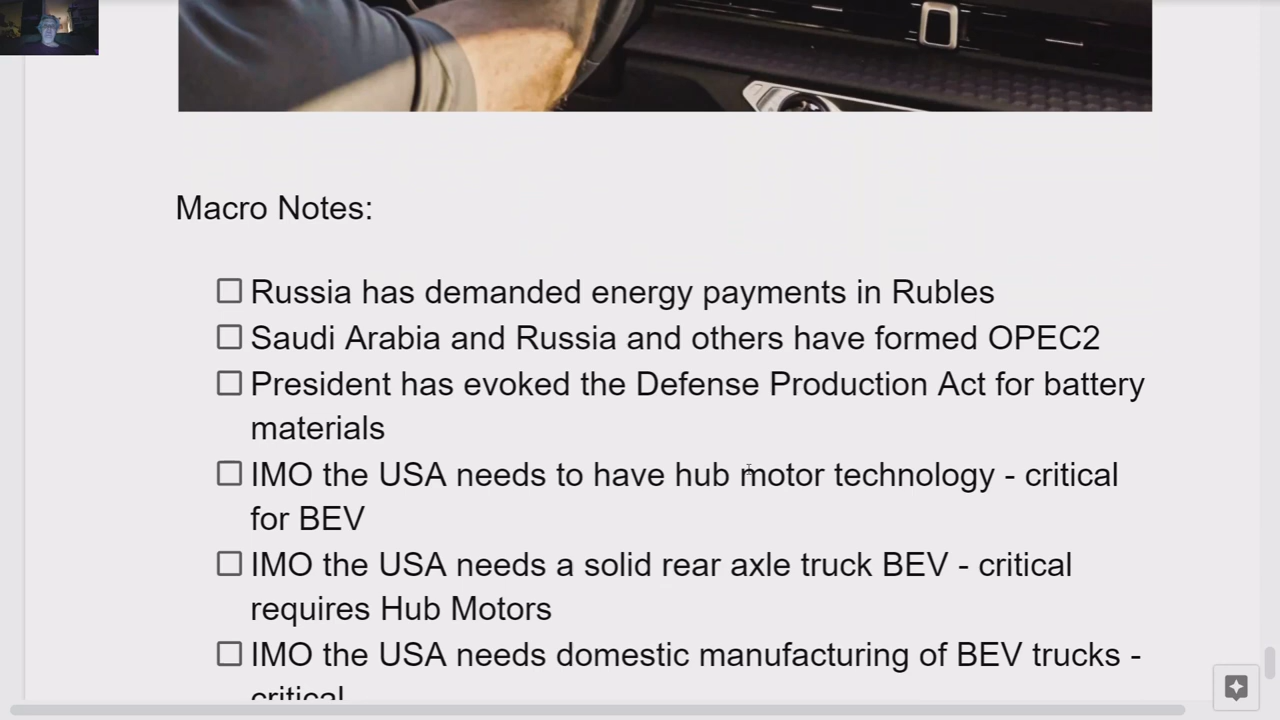 Macro Notes:
Russia has demanded energy payments in Rubles
Saudi Arabia and Russia and others have formed OPEC2
President has evoked the Defense Production Act for battery
materials
IMO the USA needs to have hub motor technology - critical
for BEV
IMO the USA needs a solid rear axle truck BEV - critical
requires Hub Motors
IMO the USA needs domestic manufacturing of BEV trucks -
critical